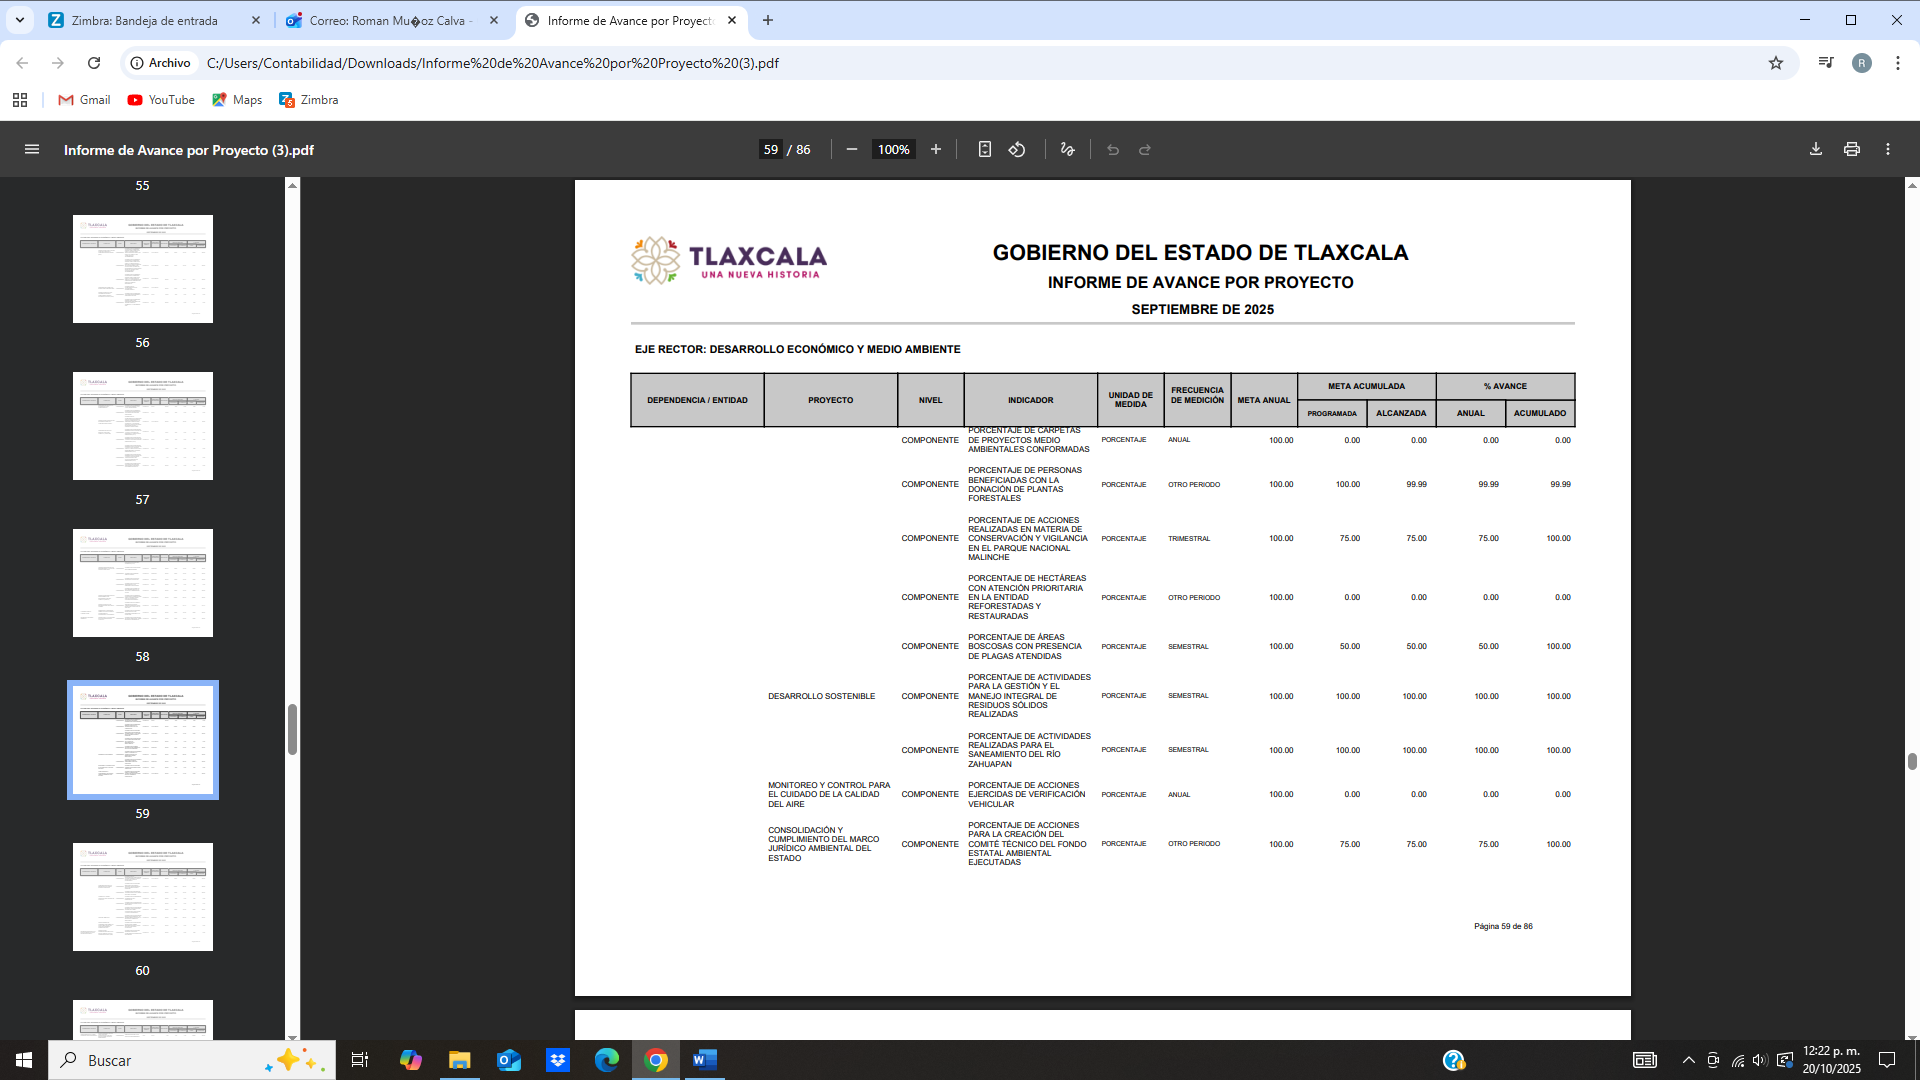 Zimbra: Bandeja de entrada
Correo: Roman Mu�oz Calva -
Informe de Avance por Proyecto
Archivo
C:/Users/Contabilidad/Downloads/Informe%20de%20Avance%20por%20Proyecto%20(3).pdf
R
Gmail
YouTube
Maps
Zimbra
Informe de Avance por Proyecto (3).pdf
59 / 86
100%
55
56
57
58
59
60
TLAXCALA
UNA NUEVA HISTORIA
GOBIERNO DEL ESTADO DE TLAXCALA
INFORME DE AVANCE POR PROYECTO
SEPTIEMBRE DE 2025
EJE RECTOR: DESARROLLO ECONÓMICO Y MEDIO AMBIENTE
DEPENDENCIA / ENTIDAD PROYECTO NIVEL INDICADOR UNIDAD DE MEDIDA FRECUENCIA DE MEDICIÓN META ANUAL META ACUMULADA % AVANCE
PROGRAMADA ALCANZADA ANUAL ACUMULADO
COMPONENTE
PORCENTAJE DE CARPETAS
DE PROYECTOS MEDIO
AMBIENTALES CONFORMADAS
PORCENTAJE ANUAL 100.00 0.00 0.00 0.00 0.00
COMPONENTE
PORCENTAJE DE PERSONAS
BENEFICIADAS CON LA
DONACIÓN DE PLANTAS
FORESTALES
PORCENTAJE OTRO PERIODO 100.00 100.00 99.99 99.99 99.99
COMPONENTE
PORCENTAJE DE ACCIONES
REALIZADAS EN MATERIA DE
CONSERVACIÓN Y VIGILANCIA
EN EL PARQUE NACIONAL
MALINCHE
PORCENTAJE TRIMESTRAL 100.00 75.00 75.00 75.00 100.00
COMPONENTE
PORCENTAJE DE HECTÁREAS
CON ATENCIÓN PRIORITARIA
EN LA ENTIDAD
REFORESTADAS Y
RESTAURADAS
PORCENTAJE OTRO PERIODO 100.00 0.00 0.00 0.00 0.00
COMPONENTE
PORCENTAJE DE ÁREAS
BOSCOSAS CON PRESENCIA
DE PLAGAS ATENDIDAS
PORCENTAJE SEMESTRAL 100.00 50.00 50.00 50.00 100.00
DESARROLLO SOSTENIBLE
COMPONENTE
PORCENTAJE DE ACTIVIDADES
PARA LA GESTIÓN Y EL
MANEJO INTEGRAL DE
RESIDUOS SÓLIDOS
REALIZADAS
PORCENTAJE SEMESTRAL 100.00 100.00 100.00 100.00 100.00
COMPONENTE
PORCENTAJE DE ACTIVIDADES
REALIZADAS PARA EL
SANEAMIENTO DEL RÍO
ZAHUAPAN
PORCENTAJE SEMESTRAL 100.00 100.00 100.00 100.00 100.00
MONITOREO Y CONTROL PARA
EL CUIDADO DE LA CALIDAD
DEL AIRE
COMPONENTE
PORCENTAJE DE ACCIONES
EJERCIDAS DE VERIFICACIÓN
VEHICULAR
PORCENTAJE ANUAL 100.00 0.00 0.00 0.00 0.00
CONSOLIDACIÓN Y
CUMPLIMIENTO DEL MARCO
JURÍDICO AMBIENTAL DEL
ESTADO
COMPONENTE
PORCENTAJE DE ACCIONES
PARA LA CREACIÓN DEL
COMITÉ TÉCNICO DEL FONDO
ESTATAL AMBIENTAL
EJECUTADAS
PORCENTAJE OTRO PERIODO 100.00 75.00 75.00 75.00 100.00
Página 59 de 86
Buscar
12:22 p. m.
20/10/2025